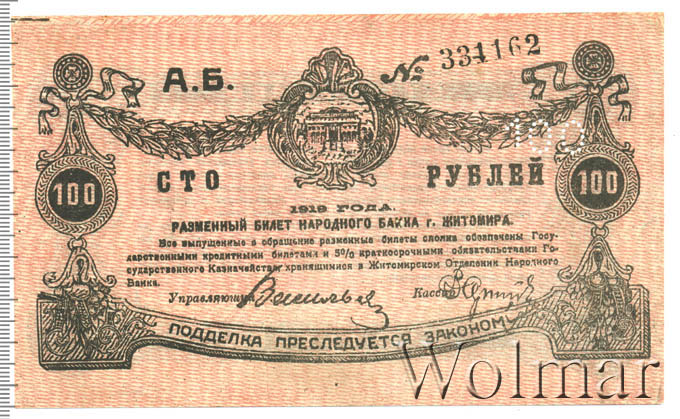 А.Б.
№ 331162
100
СТО РУБЛЕЙ
100 100
1919 ГОДА.
РАЗМЕННЫЙ БИЛЕТ НАРОДНОГО БАНКА г. ЖИТОМИРА.
Все выпущенные в обращение разменные билеты сполна обеспечены Госу-
дарственными кредитными билетами и 5% краткосрочными обязательствами Го-
сударственного Казначейства хранящимися в Житомирском Отделении Народного
Банка.
Управляющий Васильев Кассир
ПОДДЕЛКА ПРЕСЛЕДУЕТСЯ ЗАКОНОМ
Wolmar